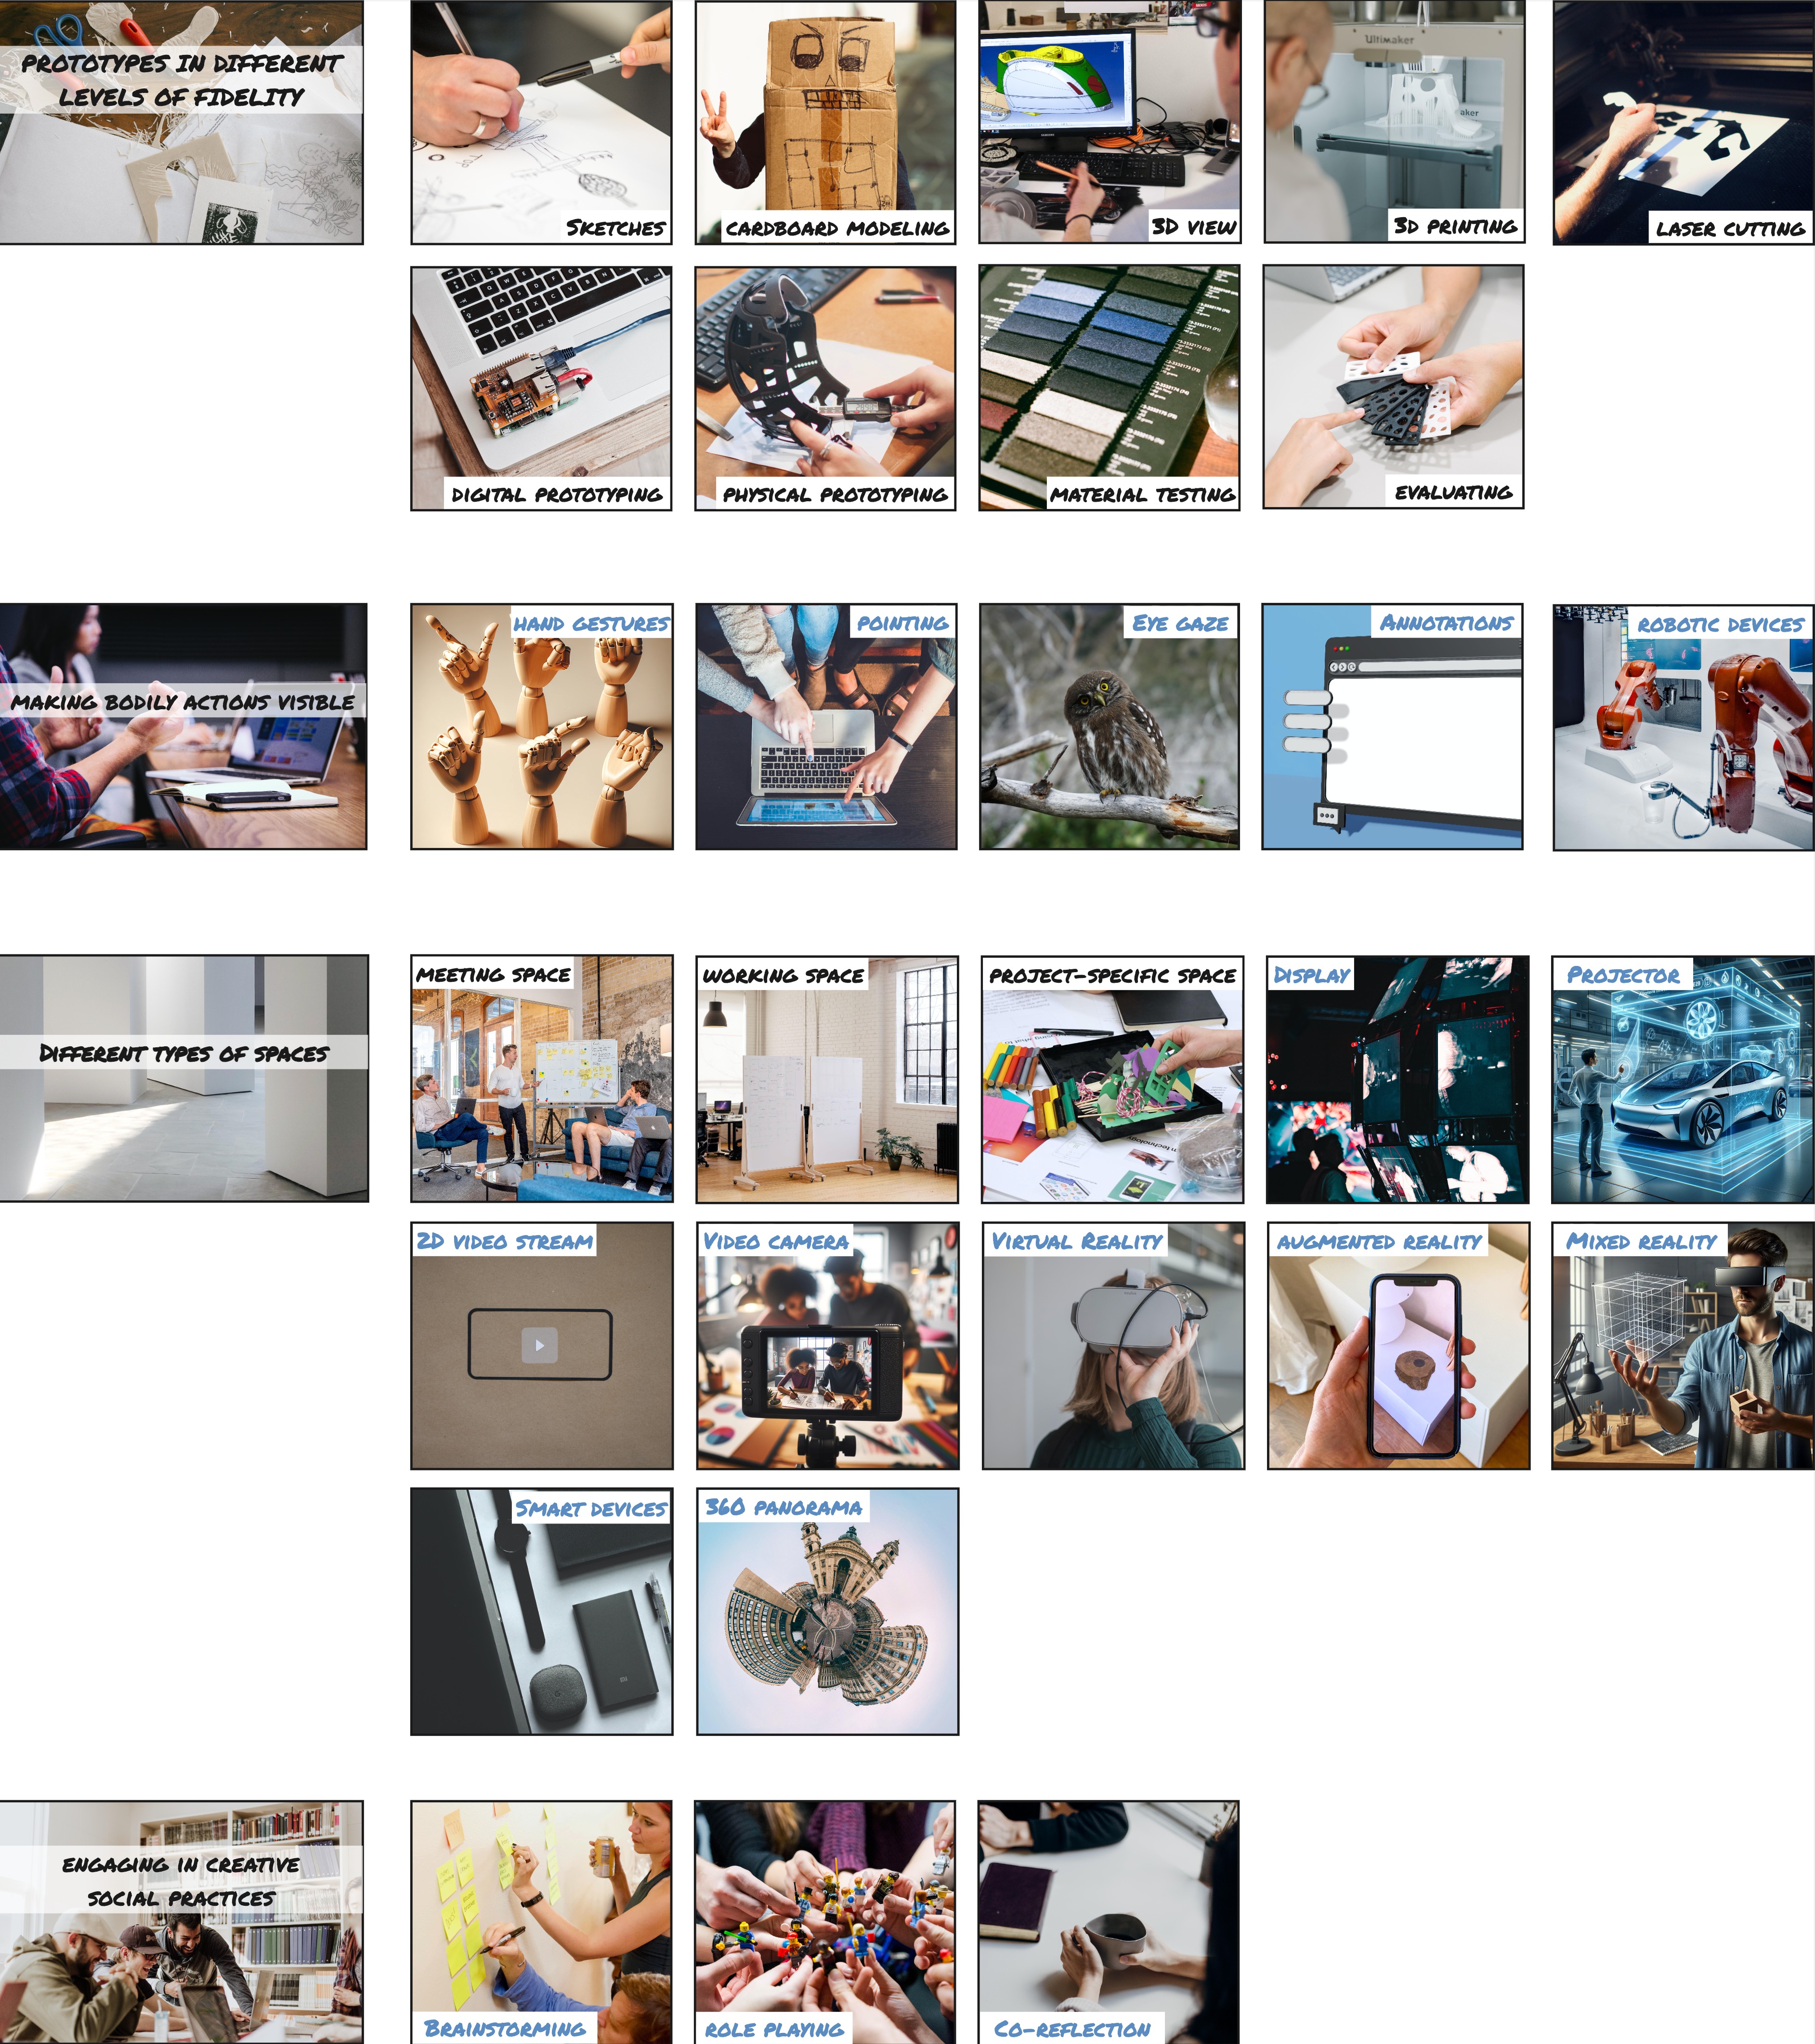 PROTOTYPES IN DIFFERENT
LEVELS OF FIDELITY
SKETCHES
CARDBOARD MODELING
3D VIEW
Ultimaker
aker
3D PRINTING
LASER CUTTING
DIGITAL PROTOTYPING
PHYSICAL PROTOTYPING
MATERIAL TESTING
EVALUATING
MAKING BODILY ACTIONS VISIBLE
HAND GESTURES
POINTING
EYE GAZE
ANNOTATIONS
ROBOTIC DEVICES
DIFFERENT TYPES OF SPACES
MEETING SPACE
WORKING SPACE
PROJECT-SPECIFIC SPACE
DISPLAY
PROJECTOR
2D VIDEO STREAM
VIDEO CAMERA
VIRTUAL REALITY
AUGMENTED REALITY
MIXED REALITY
SMART DEVICES
360 PANORAMA
ENGAGING IN CREATIVE
SOCIAL PRACTICES
BRAINSTORMING
ROLE PLAYING
CO-REFLECTION